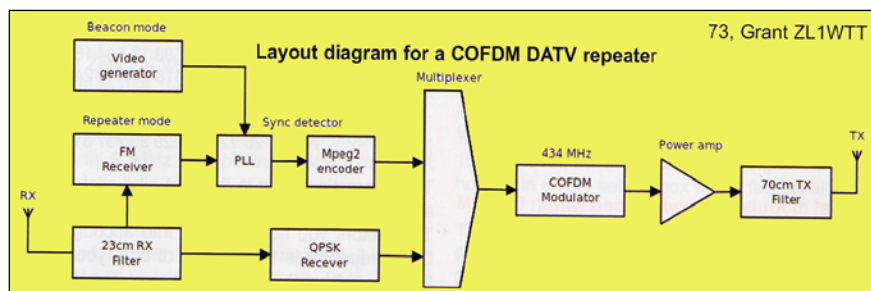 73, Grant ZL1WTT
Layout diagram for a COFDM DATV repeater
Beacon mode
Video
generator
Multiplexer
Repeater mode
Sync detector
FM
Receiver
PLL
Mpeg2
encoder
434 MHz
COFDM
Modulator
Power amp
TX
70cm TX
Filter
RX
23cm RX
Filter
QPSK
Recever